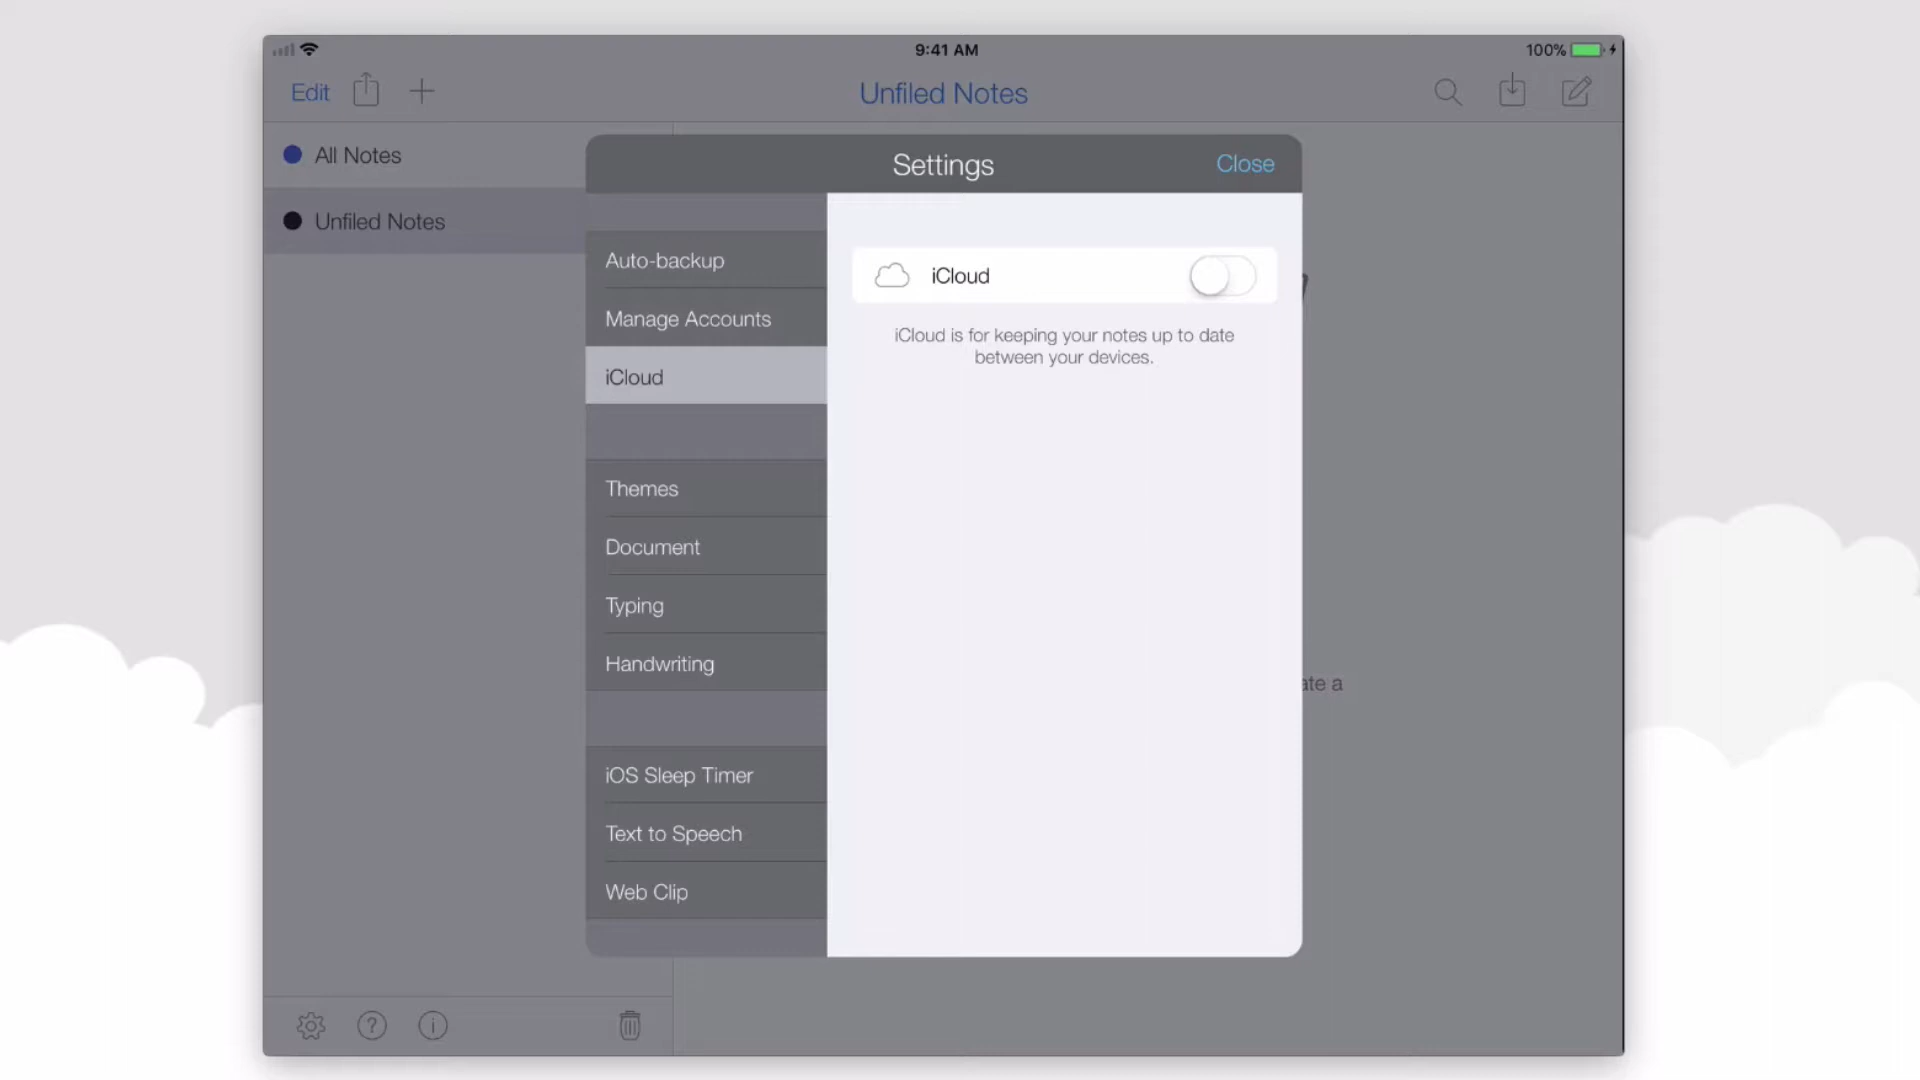 9:41 AM
100%
Edit
Unfiled Notes
All Notes
Unfiled Notes
Settings
Close
Auto-backup
Manage Accounts
iCloud
Themes
Document
Typing
Handwriting
iOS Sleep Timer
Text to Speech
Web Clip
iCloud
iCloud is for keeping your notes up to date
between your devices.
ate a